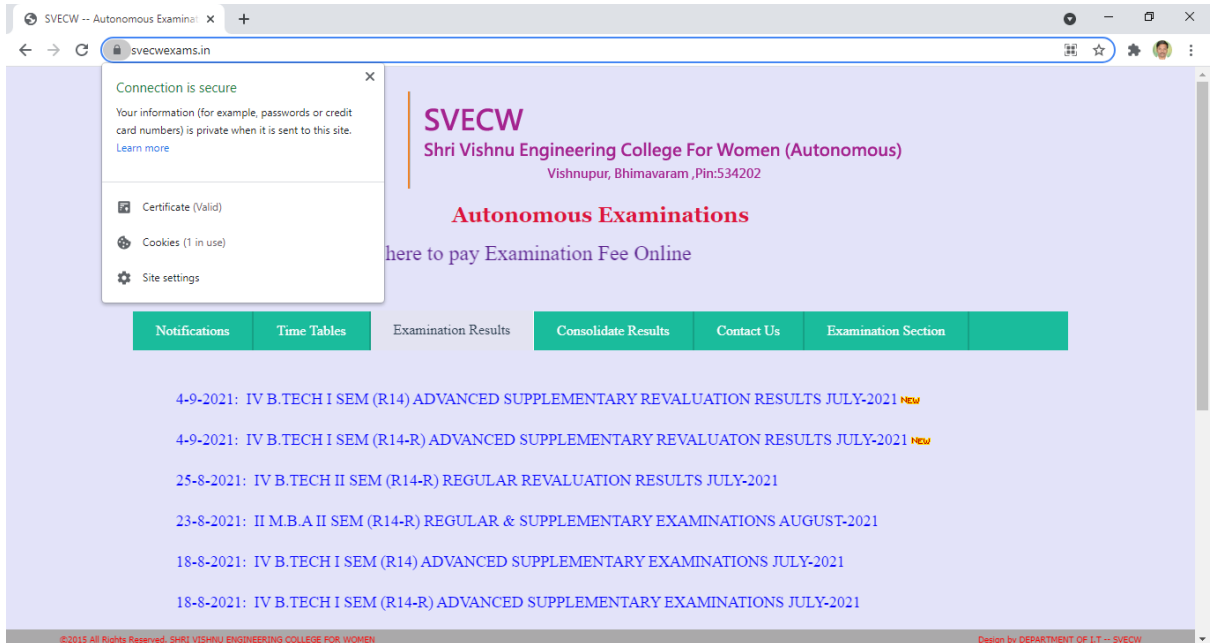 SVECW -- Autonomous Examinat
svecwexams.in
Connection is secure
Your information (for example, passwords or credit
card numbers) is private when it is sent to this site.
Learn more
Certificate (Valid)
Cookies (1 in use)
Site settings
SVECW
Shri Vishnu Engineering College For Women (Autonomous)
Vishnupur, Bhimavaram ,Pin:534202
Autonomous Examinations
here to pay Examination Fee Online
Notifications Time Tables Examination Results Consolidate Results Contact Us Examination Section
4-9-2021: IV B.TECH I SEM (R14) ADVANCED SUPPLEMENTARY REVALUATION RESULTS JULY-2021 NEW
4-9-2021: IV B.TECH I SEM (R14-R) ADVANCED SUPPLEMENTARY REVALUATON RESULTS JULY-2021 NEW
25-8-2021: IV B.TECH II SEM (R14-R) REGULAR REVALUATION RESULTS JULY-2021
23-8-2021: II M.B.A II SEM (R14-R) REGULAR & SUPPLEMENTARY EXAMINATIONS AUGUST-2021
18-8-2021: IV B.TECH I SEM (R14) ADVANCED SUPPLEMENTARY EXAMINATIONS JULY-2021
18-8-2021: IV B.TECH I SEM (R14-R) ADVANCED SUPPLEMENTARY EXAMINATIONS JULY-2021
©2015 All Rights Reserved. SHRI VISHNU ENGINEERING COLLEGE FOR WOMEN Design by DEPARTMENT OF I.T -- SVECW